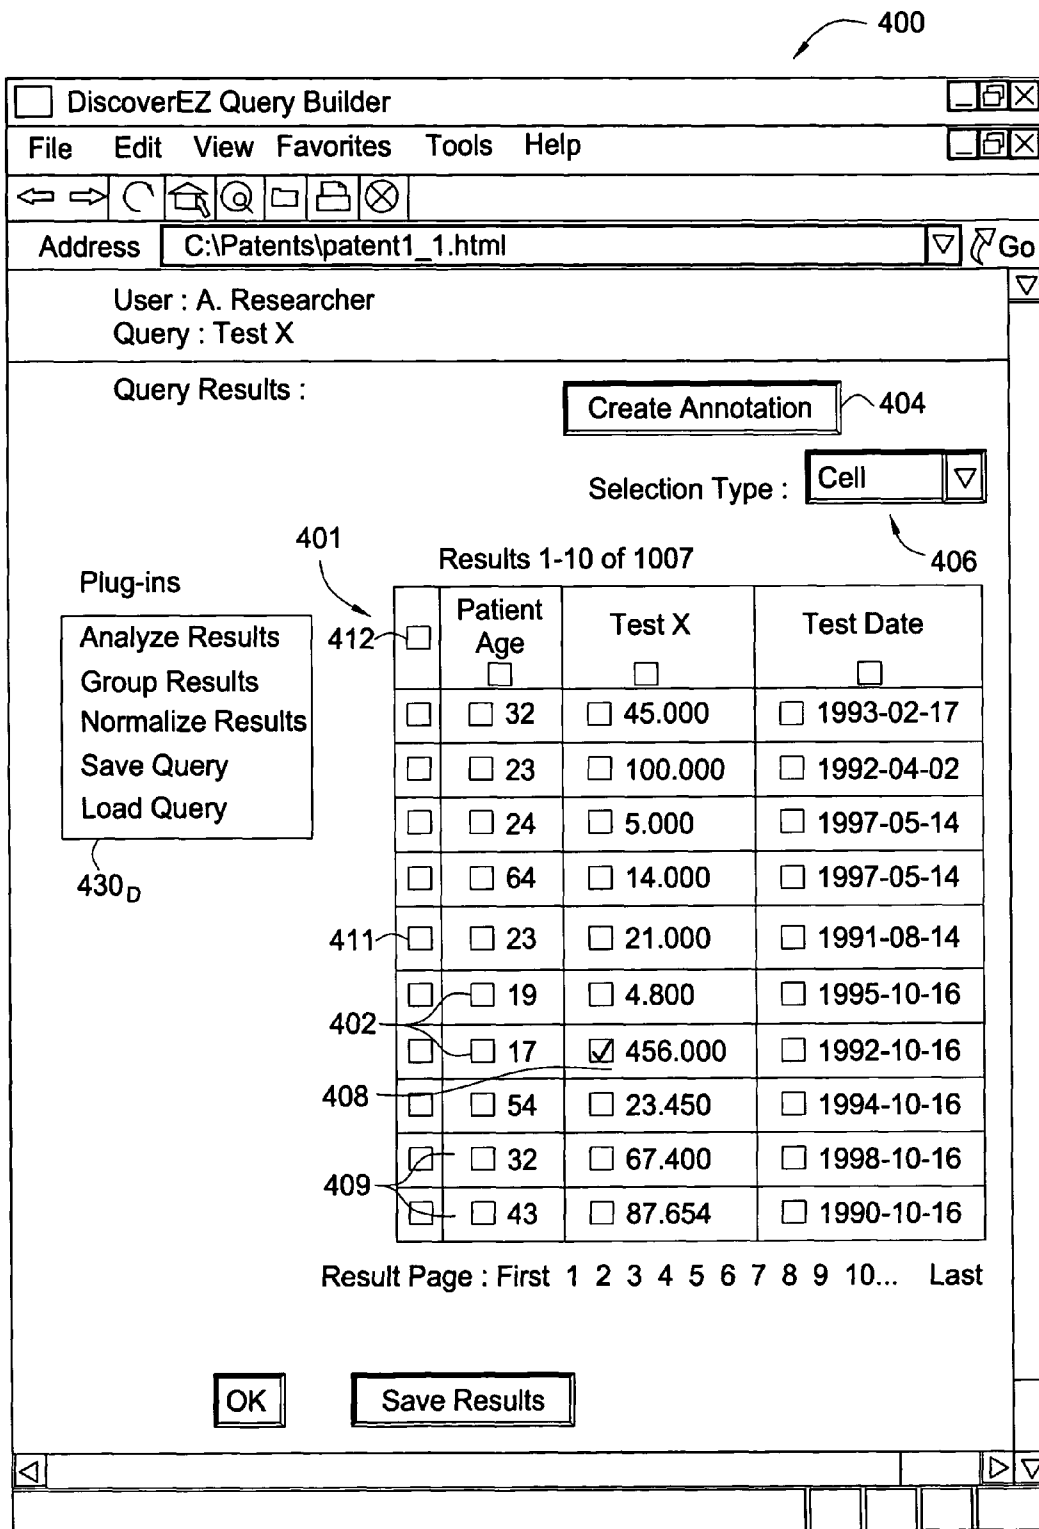 400
DiscoverEZ Query Builder
File Edit View Favorites Tools Help
Address C:\Patents\patent1_1.html Go
User : A. Researcher
Query : Test X
Query Results :
Create Annotation 404
Selection Type : Cell
406
401
Results 1-10 of 1007
Plug-ins
Analyze Results
Group Results
Normalize Results
Save Query
Load Query
430D
412 Patient Age Test X Test Date
32 45.000 1993-02-17
23 100.000 1992-04-02
24 5.000 1997-05-14
64 14.000 1997-05-14
411 23 21.000 1991-08-14
19 4.800 1995-10-16
402
17 456.000 1992-10-16
408
54 23.450 1994-10-16
32 67.400 1998-10-16
409
43 87.654 1990-10-16
Result Page : First 1 2 3 4 5 6 7 8 9 10... Last
OK Save Results